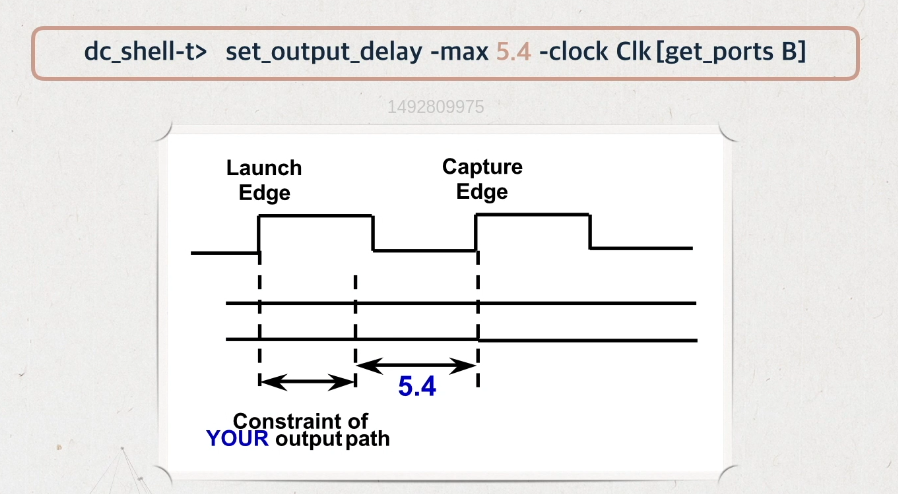 dc_shell-t> set_output_delay -max 5.4 -clock Clk [get_ports B]
1492809975
Launch
Edge
Capture
Edge
5.4
Constraint of
YOUR output path